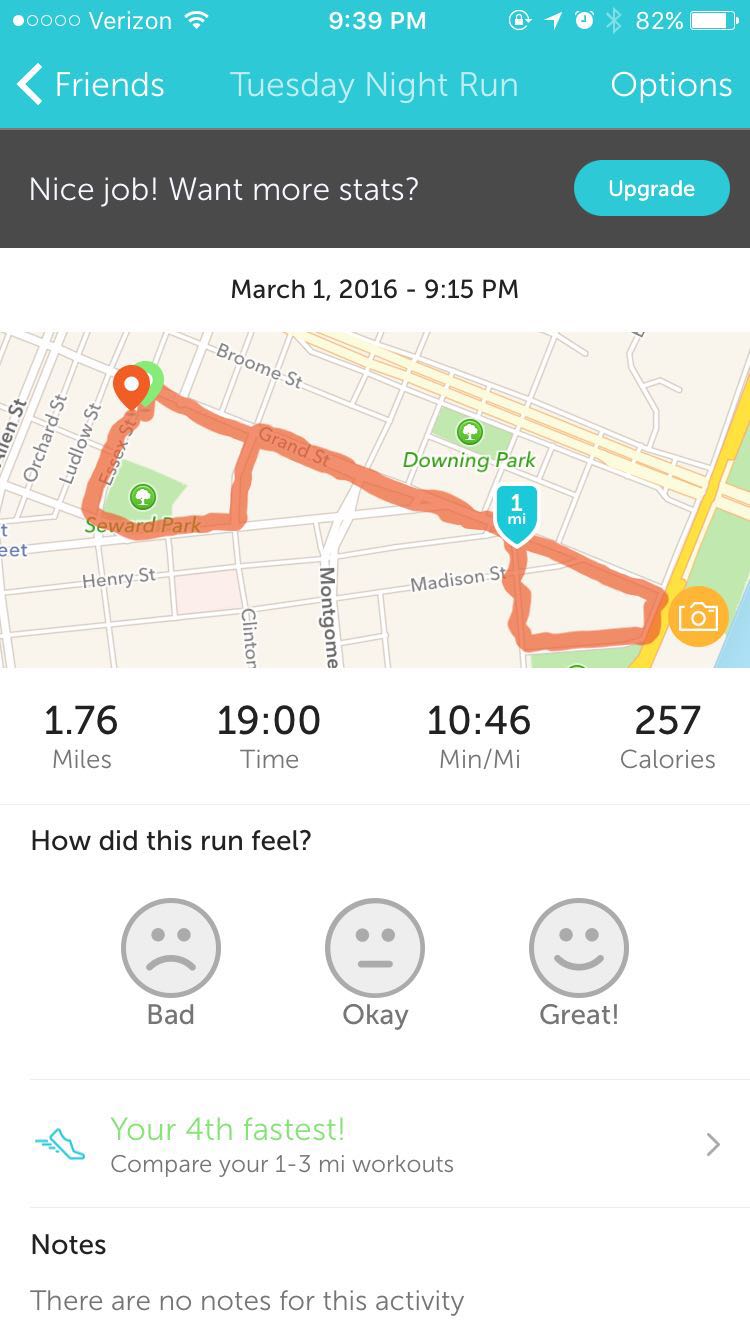 Verizon 9:39 PM 82%
Friends Tuesday Night Run Options
Nice job! Want more stats? Upgrade
March 1, 2016 - 9:15 PM
Broome St
Orchard St
Ludlow St
Essex St
Grand St
Downing Park
1
mi
Seward Park
Henry St
Madison St
Montgome
Clinton
1.76 19:00 10:46 257
Miles Time Min/Mi Calories
How did this run feel?
Bad Okay Great!
Your 4th fastest!
Compare your 1-3 mi workouts
Notes
There are no notes for this activity